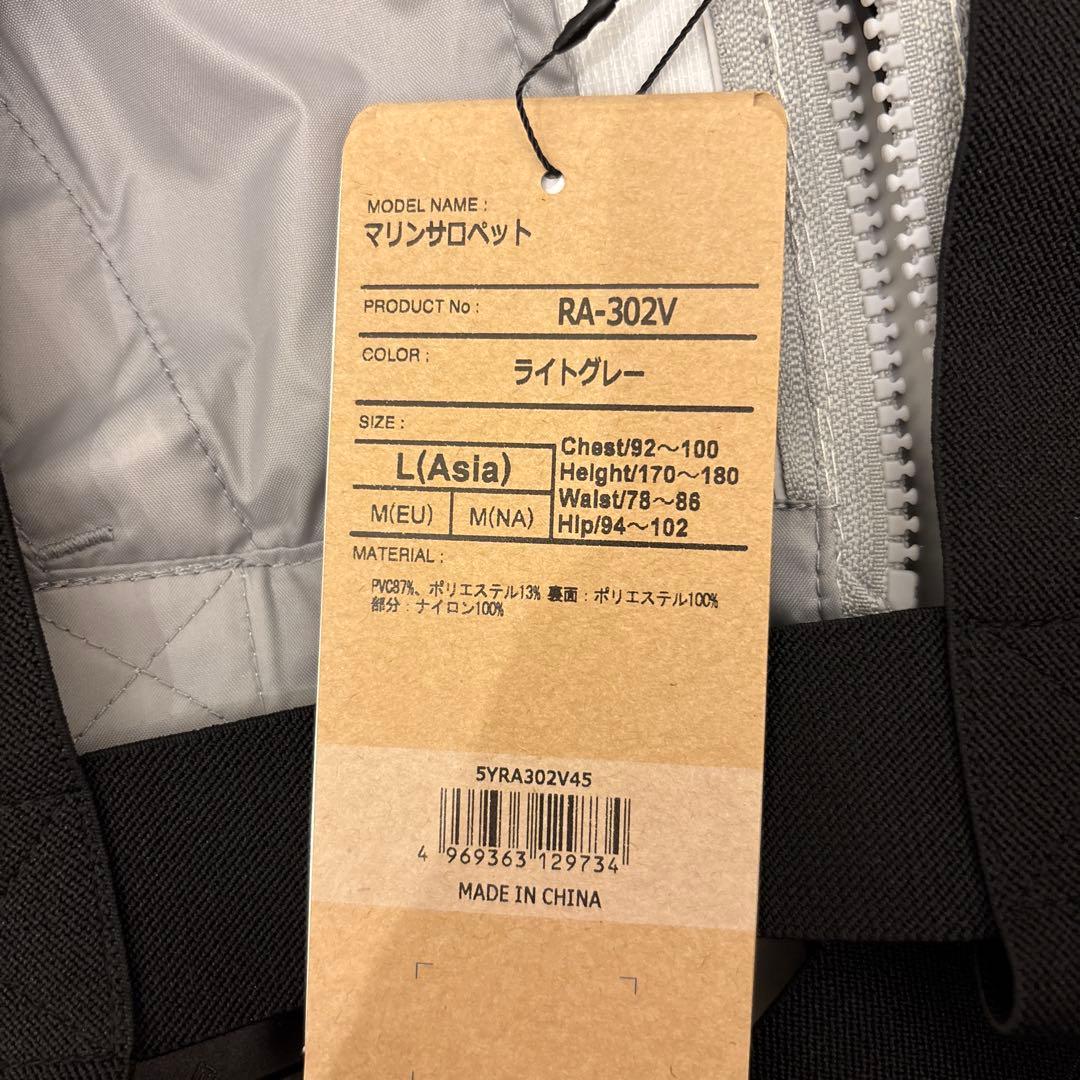 MODEL NAME :
マリンサロペット
PRODUCT No : RA-302V
COLOR : ライトグレー
SIZE :
L(Asia)
M(EU) M(NA)
Chest/92～100
Height/170～180
Waist/78～86
Hip/94～102
MATERIAL :
PVC87%、ポリエステル13% 裏面：ポリエステル100%
部分：ナイロン100%
5YRA302V45
4 969363 129734
MADE IN CHINA